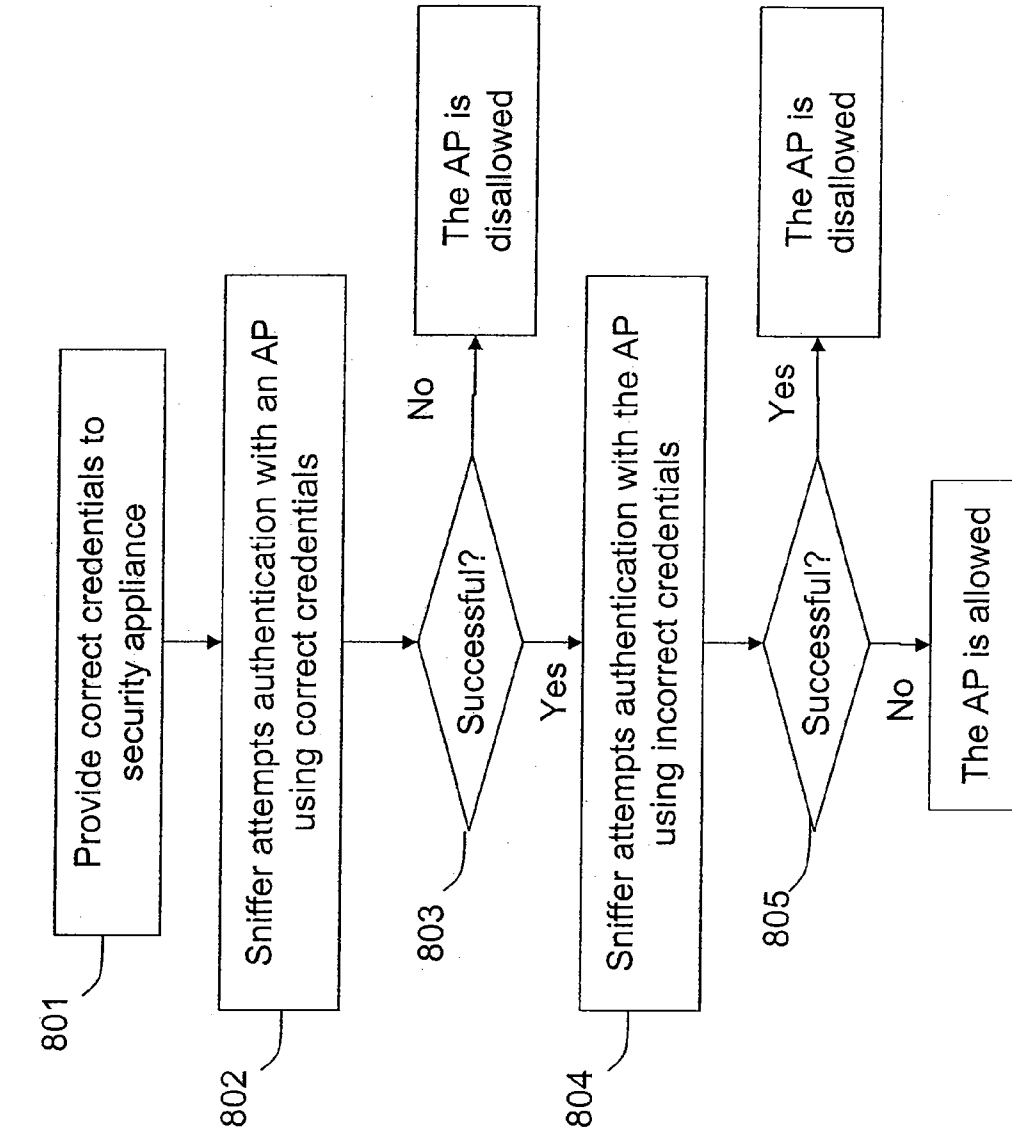 801
Provide correct credentials to
security appliance
802
Sniffer attempts authentication with an AP
using correct credentials
803
Successful?
No
The AP is
disallowed
Yes
804
Sniffer attempts authentication with the AP
using incorrect credentials
805
Successful?
Yes
The AP is
disallowed
No
The AP is allowed